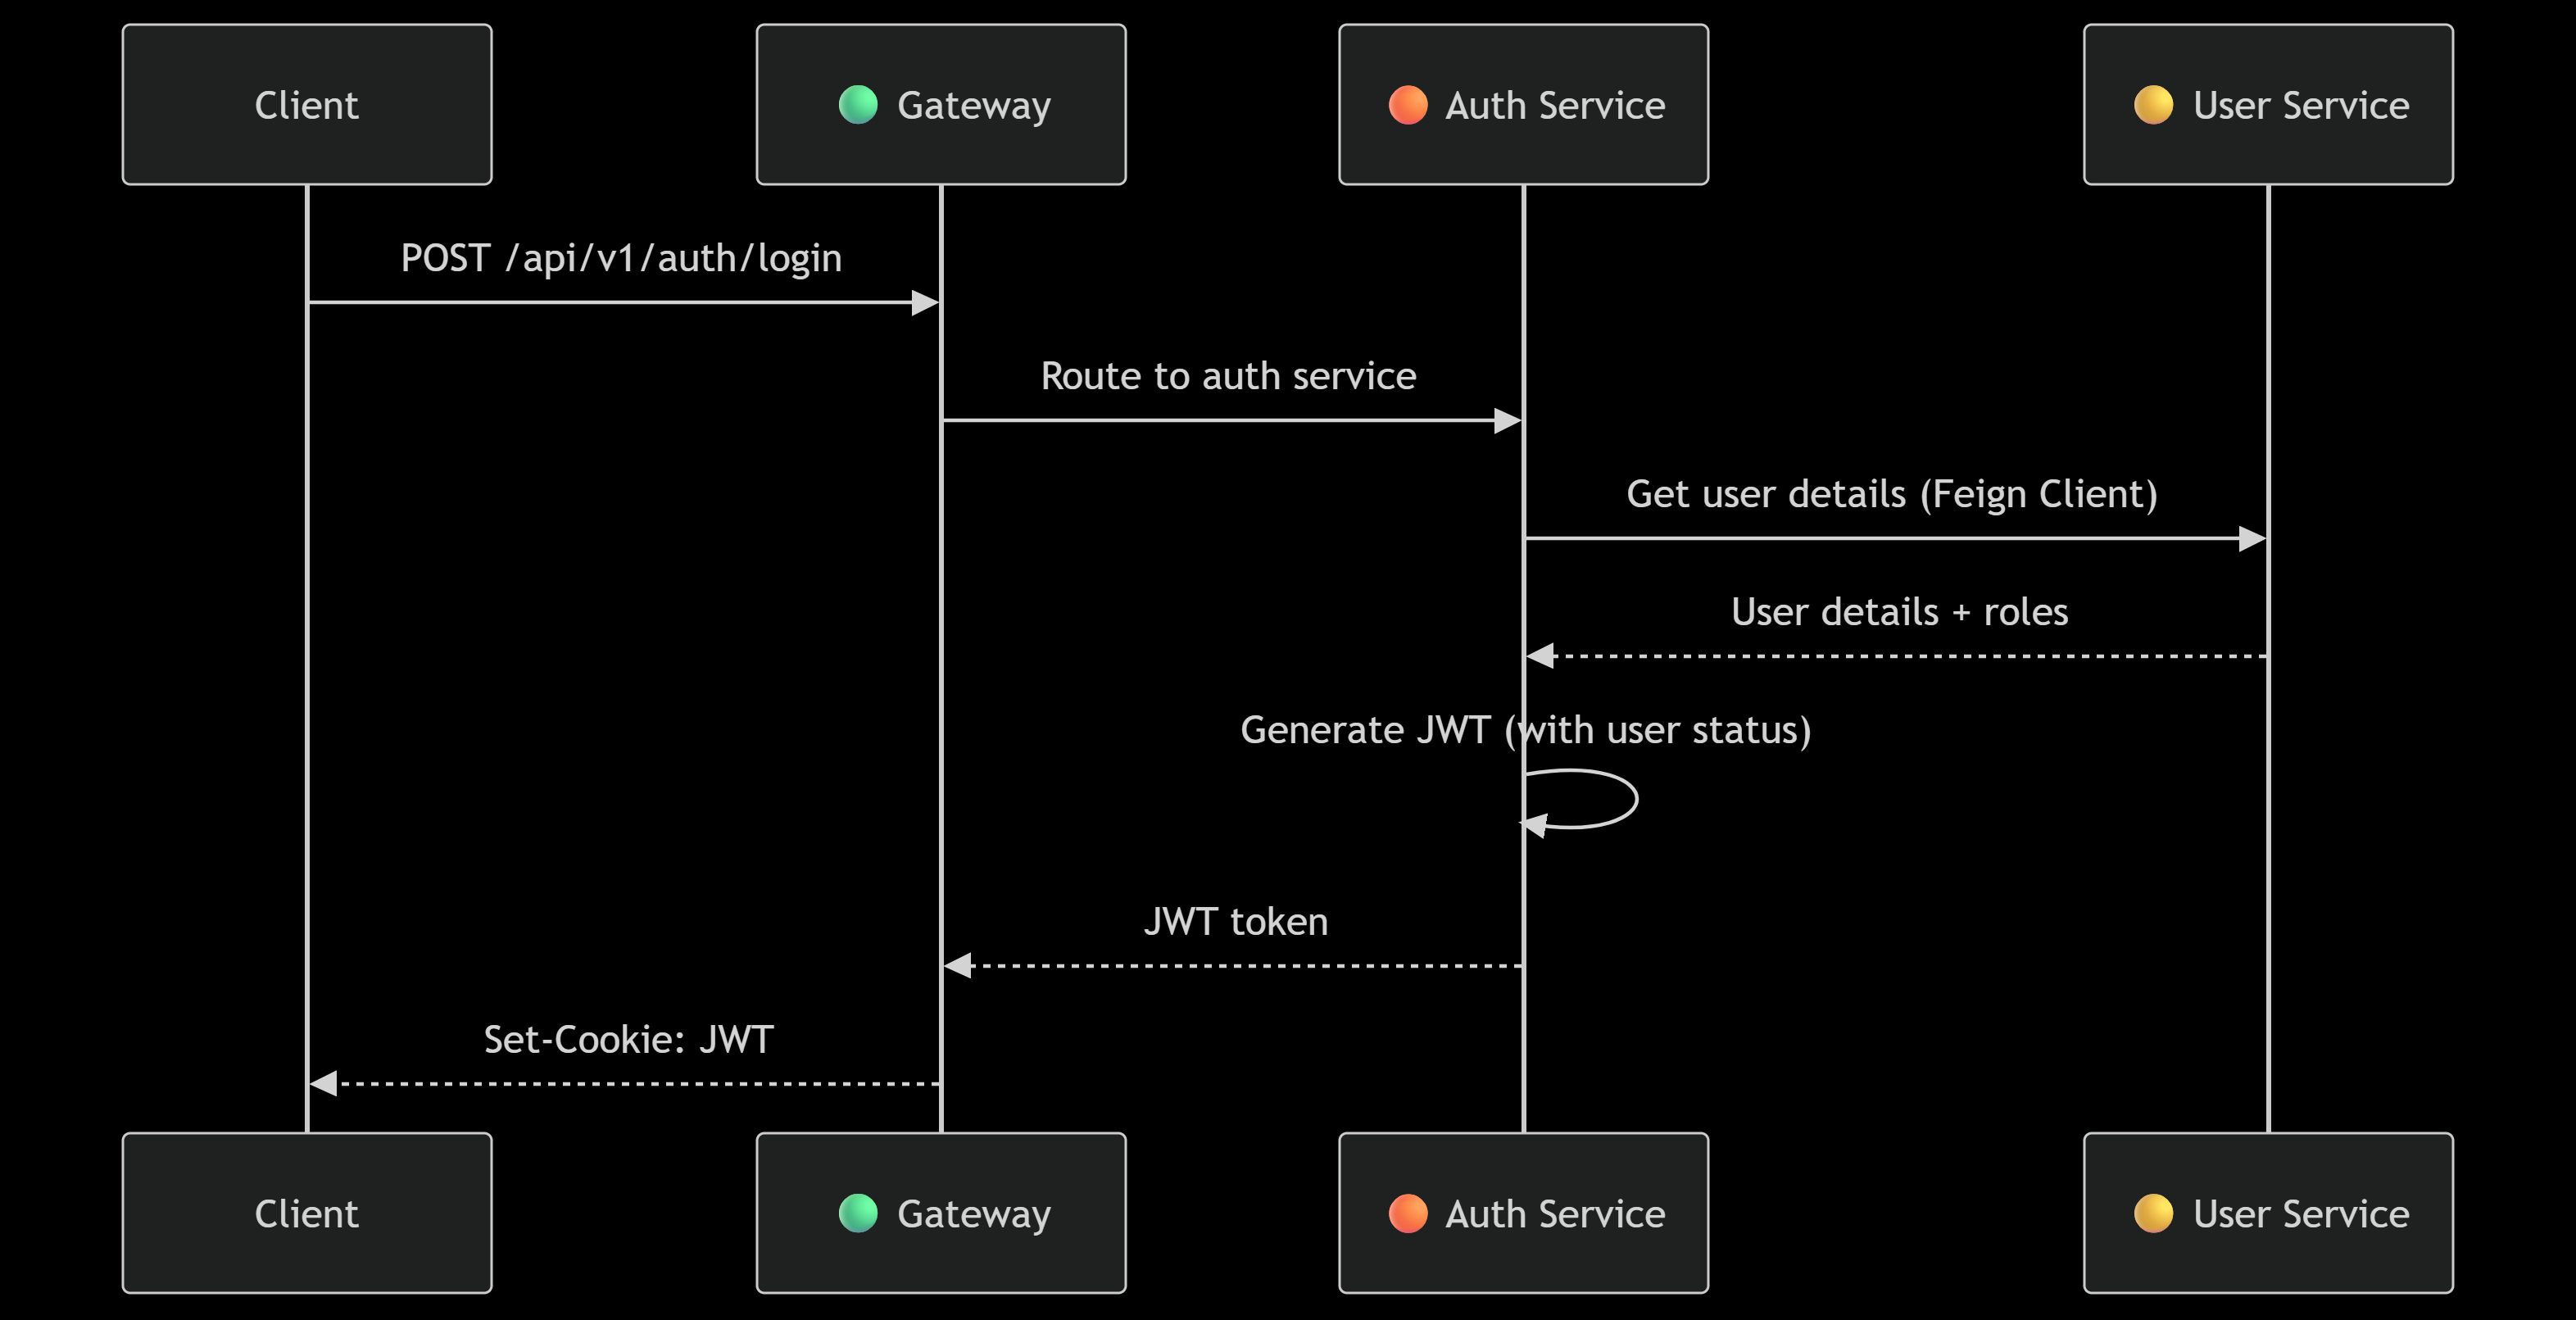 Client
Gateway
Auth Service
User Service
POST /api/v1/auth/login
Route to auth service
Get user details (Feign Client)
User details + roles
Generate JWT (with user status)
JWT token
Set-Cookie: JWT
Client
Gateway
Auth Service
User Service